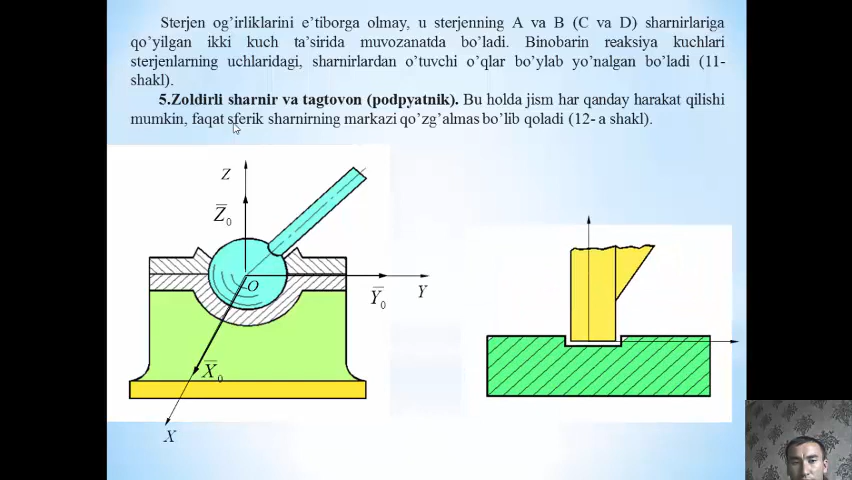 Sterjen og'irliklarini e'tiborga olmay, u sterjenning A va B (C va D) sharnirlariga
qo'yilgan ikki kuch ta'sirida muvozanatda bo'ladi. Binobarin reaksiya kuchlari
sterjenlarning uchlaridagi, sharnirlardan o'tuvchi o'qlar bo'ylab yo'nalgan bo'ladi (11-
shakl).
5.Zoldirli sharnir va tagtovon (podpyatnik). Bu holda jism har qanday harakat qilishi
mumkin, faqat sferik sharnirning markazi qo'zg'almas bo'lib qoladi (12- a shakl).
Z
Z̅₀
O
Y̅₀
Y
X̅₀
X